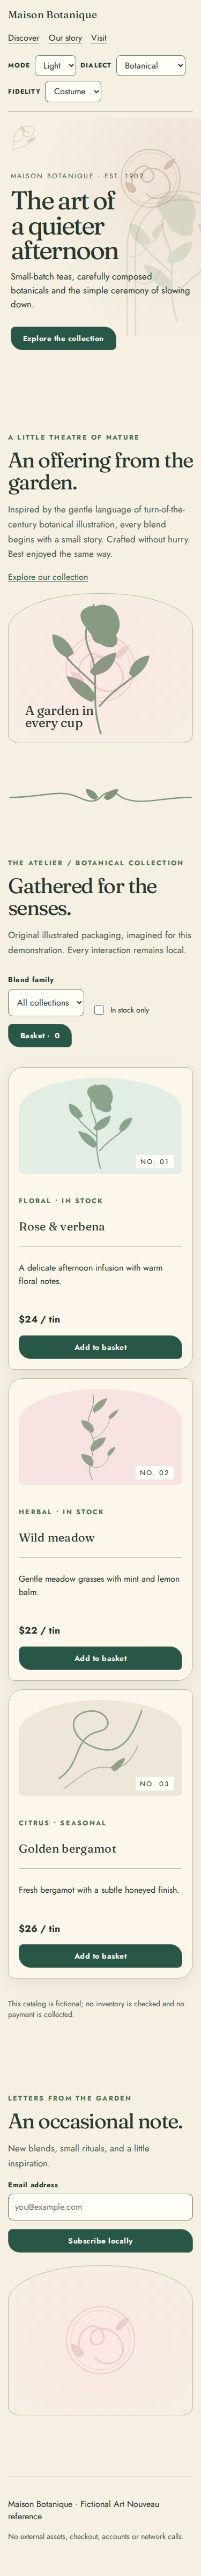 Maison Botanique
Discover Our story Visit
MODE Light DIALECT Botanical
FIDELITY Costume
MAISON BOTANIQUE · EST. 1902
The art of
a quieter
afternoon
Small-batch teas, carefully composed
botanicals and the simple ceremony of slowing
down.
Explore the collection
A LITTLE THEATRE OF NATURE
An offering from the
garden.
Inspired by the gentle language of turn-of-the-
century botanical illustration, every blend
begins with a small story. Crafted without hurry.
Best enjoyed the same way.
Explore our collection
A garden in
every cup
THE ATELIER / BOTANICAL COLLECTION
Gathered for the
senses.
Original illustrated packaging, imagined for this
demonstration. Every interaction remains local.
Blend family
All collections In stock only
Basket · 0
NO. 01
FLORAL · IN STOCK
Rose & verbena
A delicate afternoon infusion with warm
floral notes.
$24 / tin
Add to basket
NO. 02
HERBAL · IN STOCK
Wild meadow
Gentle meadow grasses with mint and lemon
balm.
$22 / tin
Add to basket
NO. 03
CITRUS · SEASONAL
Golden bergamot
Fresh bergamot with a subtle honeyed finish.
$26 / tin
Add to basket
This catalog is fictional; no inventory is checked and no
payment is collected.
LETTERS FROM THE GARDEN
An occasional note.
New blends, small rituals, and a little
inspiration.
Email address
you@example.com
Subscribe locally
Maison Botanique · Fictional Art Nouveau
reference
No external assets, checkout, accounts or network calls.